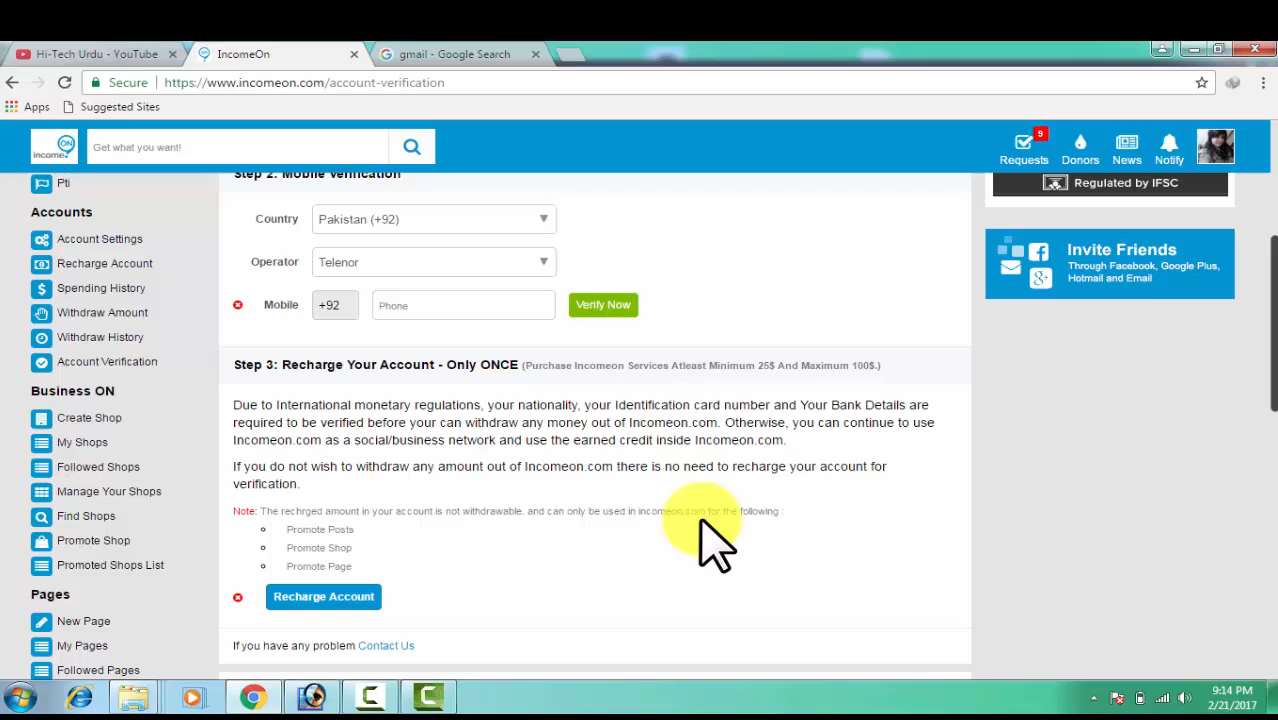 Hi-Tech Urdu - YouTube
IncomeOn
gmail - Google Search
Secure
https://www.incomeon.com/account-verification
Apps
Suggested Sites
income
ON
Get what you want!
9
Requests
Donors
News
Notify
Pti
Accounts
Account Settings
Recharge Account
Spending History
Withdraw Amount
Withdraw History
Account Verification
Business ON
Create Shop
My Shops
Followed Shops
Manage Your Shops
Find Shops
Promote Shop
Promoted Shops List
Pages
New Page
My Pages
Followed Pages
Step 2: Mobile Verification
Country
Pakistan (+92)
Operator
Telenor
Mobile
+92
Phone
Verify Now
Step 3: Recharge Your Account - Only ONCE (Purchase Incomeon Services Atleast Minimum 25$ And Maximum 100$.)
Due to International monetary regulations, your nationality, your Identification card number and Your Bank Details are
required to be verified before your can withdraw any money out of Incomeon.com. Otherwise, you can continue to use
Incomeon.com as a social/business network and use the earned credit inside Incomeon.com.
If you do not wish to withdraw any amount out of Incomeon.com there is no need to recharge your account for
verification.
Note: The rechrged amount in your account is not withdrawable. and can only be used in incomeon.com for the following :
Promote Posts
Promote Shop
Promote Page
Recharge Account
If you have any problem Contact Us
Regulated by IFSC
Invite Friends
Through Facebook, Google Plus,
Hotmail and Email
9:14 PM
2/21/2017